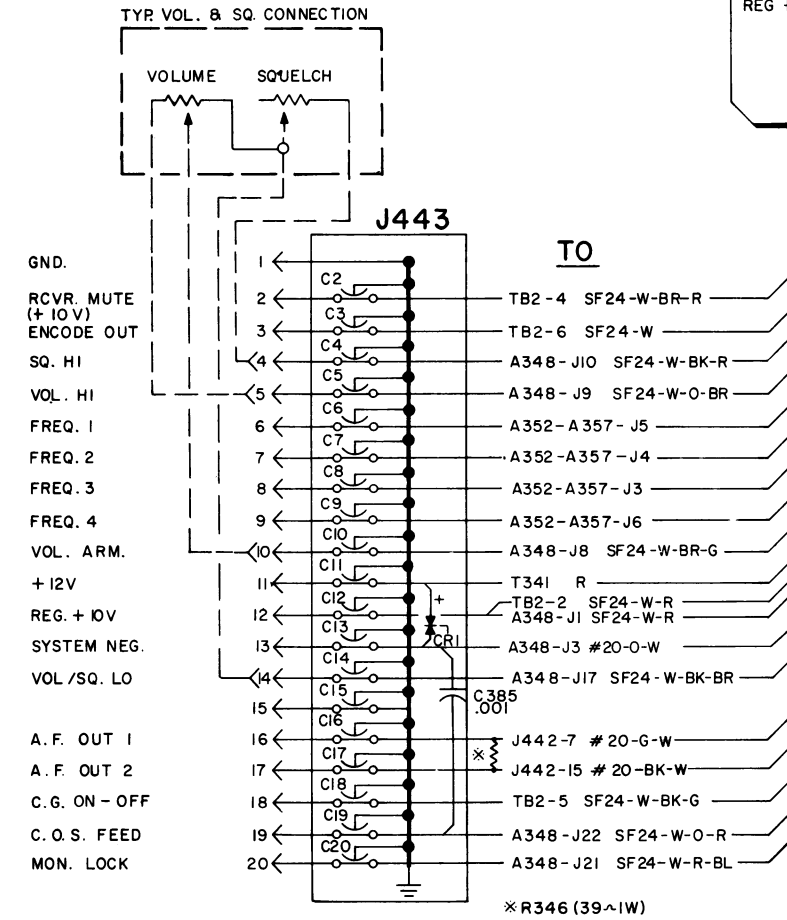 REG +
TYP. VOL. & SQ. CONNECTION
VOLUME SQUELCH
J443
TO
GND. 1
C2
RCVR. MUTE 2 TB2-4 SF24-W-BR-R
(+ 10V)
C3
ENCODE OUT 3 TB2-6 SF24-W
C4
SQ. HI 4 A348-J10 SF24-W-BK-R
C5
VOL. HI 5 A348-J9 SF24-W-O-BR
C6
FREQ. 1 6 A352-A357-J5
C7
FREQ. 2 7 A352-A357-J4
C8
FREQ. 3 8 A352-A357-J3
C9
FREQ. 4 9 A352-A357-J6
C10
VOL. ARM. 10 A348-J8 SF24-W-BR-G
C11
+12V 11 T341 R
C12 +
TB2-2 SF24-W-R
REG. + 10V 12 A348-J1 SF24-W-R
C13 CR1
SYSTEM NEG. 13 A348-J3 #20-O-W
C14
VOL/SQ. LO 14 A348-J17 SF24-W-BK-BR
C15 C385
.001
15
C16
A.F. OUT 1 16 J442-7 #20-G-W
C17 ※
A.F. OUT 2 17 J442-15 #20-BK-W
C18
C.G. ON-OFF 18 TB2-5 SF24-W-BK-G
C19
C.O.S. FEED 19 A348-J22 SF24-W-O-R
C20
MON. LOCK 20 A348-J21 SF24-W-R-BL
※R346 (39~1W)